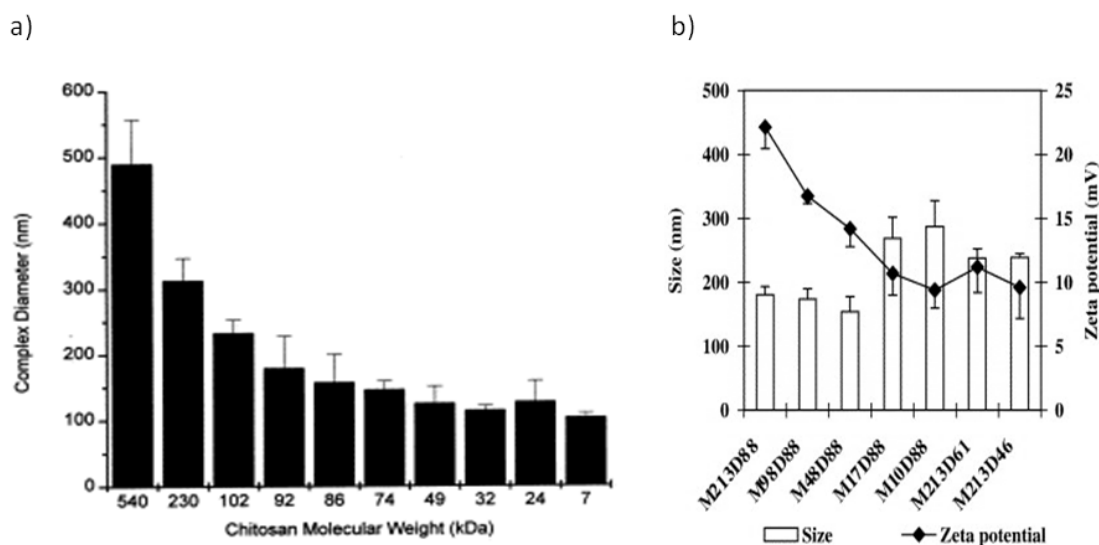 a)
600
500
400
300
200
100
0
Complex Diameter (nm)
540 230 102 92 86 74 49 32 24 7
Chitosan Molecular Weight (kDa)
b)
500
400
300
200
100
0
Size (nm)
25
20
15
10
5
0
Zeta potential (mV)
M213D88 M98D88 M48D88 M17D88 M10D88 M213D61 M213D46
Size Zeta potential